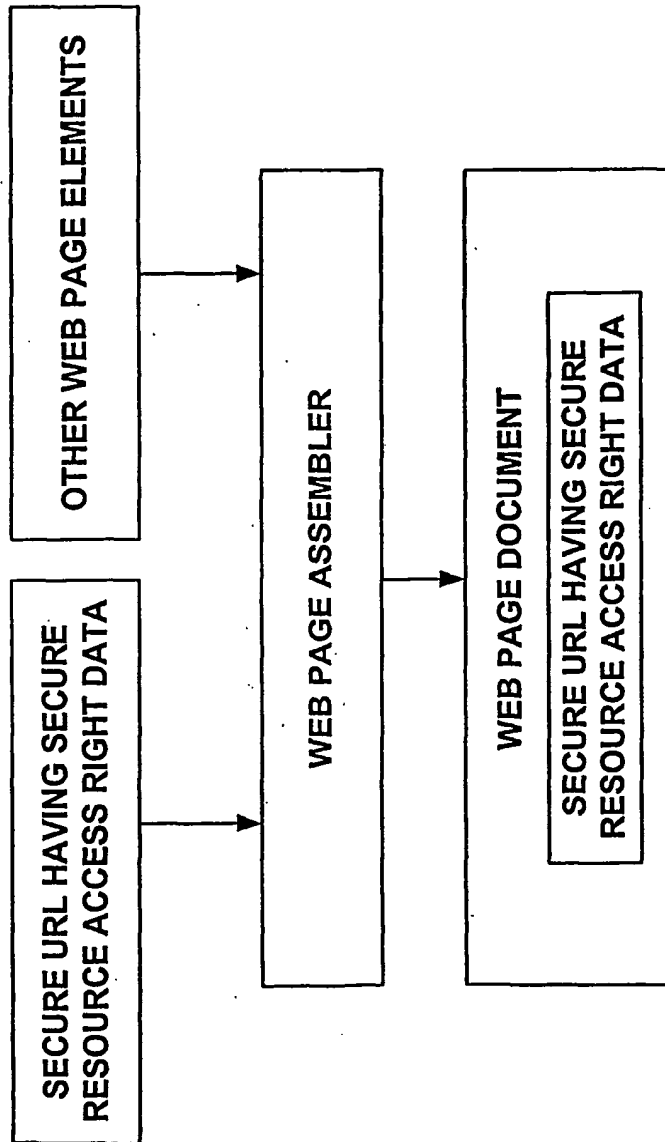 SECURE URL HAVING SECURE
RESOURCE ACCESS RIGHT DATA
OTHER WEB PAGE ELEMENTS
WEB PAGE ASSEMBLER
WEB PAGE DOCUMENT
SECURE URL HAVING SECURE
RESOURCE ACCESS RIGHT DATA